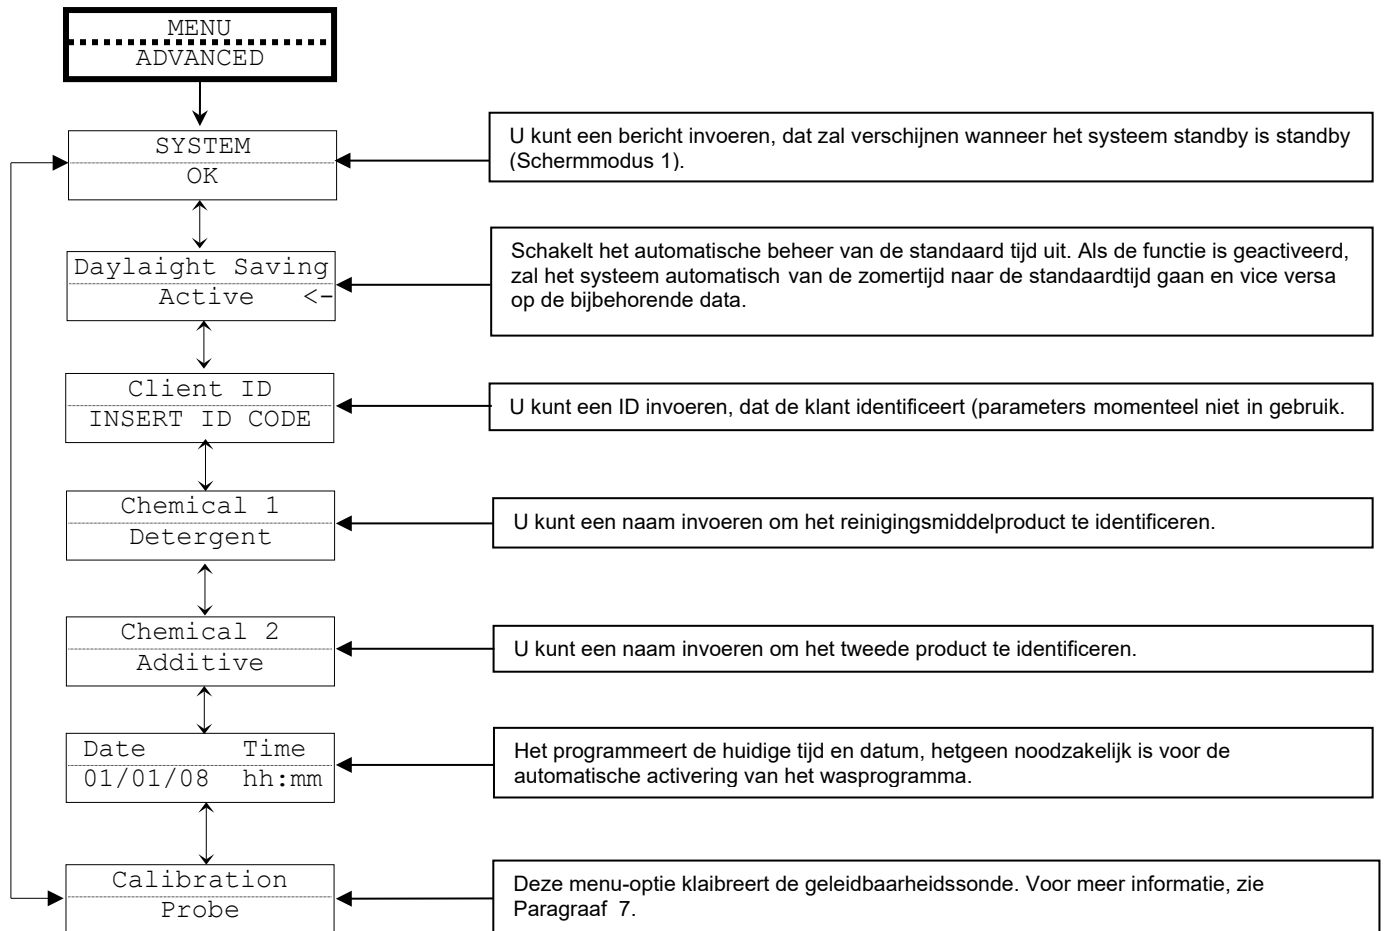 MENU
ADVANCED
SYSTEM
OK
U kunt een bericht invoeren, dat zal verschijnen wanneer het systeem standby is standby
(Schermmodus 1).
Daylaight Saving
Active <-
Schakelt het automatische beheer van de standaard tijd uit. Als de functie is geactiveerd,
zal het systeem automatisch van de zomertijd naar de standaardtijd gaan en vice versa
op de bijbehorende data.
Client ID
INSERT ID CODE
U kunt een ID invoeren, dat de klant identificeert (parameters momenteel niet in gebruik.
Chemical 1
Detergent
U kunt een naam invoeren om het reinigingsmiddelproduct te identificeren.
Chemical 2
Additive
U kunt een naam invoeren om het tweede product te identificeren.
Date Time
01/01/08 hh:mm
Het programmeert de huidige tijd en datum, hetgeen noodzakelijk is voor de
automatische activering van het wasprogramma.
Calibration
Probe
Deze menu-optie klaibreert de geleidbaarheidssonde. Voor meer informatie, zie
Paragraaf 7.